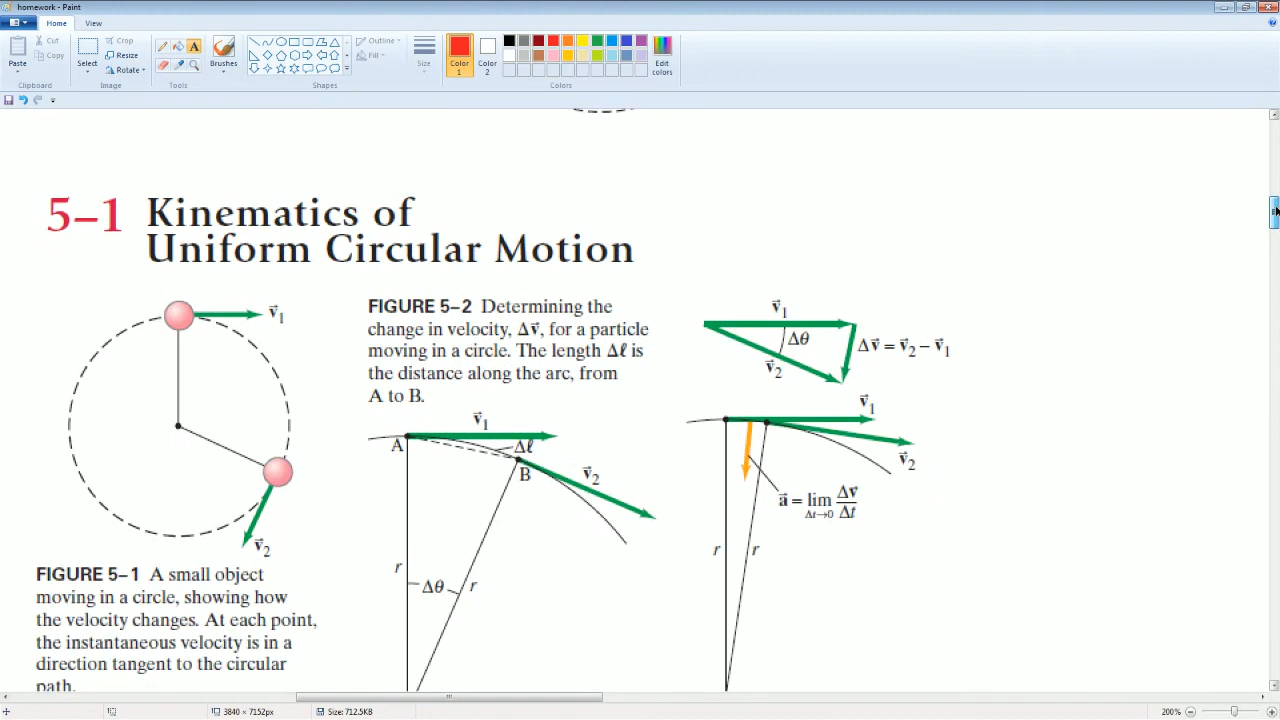 homework - Paint
Home
View
Paste
Cut
Copy
Clipboard
Select
Crop
Resize
Rotate
Image
A
Tools
Brushes
Shapes
Outline
Fill
Size
Color
1
Color
2
Edit
colors
Colors
5–1 Kinematics of
Uniform Circular Motion
v⃗₁
v⃗₂
FIGURE 5–1 A small object
moving in a circle, showing how
the velocity changes. At each point,
the instantaneous velocity is in a
direction tangent to the circular
path.
FIGURE 5–2 Determining the
change in velocity, Δv⃗, for a particle
moving in a circle. The length Δℓ is
the distance along the arc, from
A to B.
v⃗₁
A
Δℓ
B
v⃗₂
r
Δθ
r
v⃗₁
Δθ
Δv⃗ = v⃗₂ − v⃗₁
v⃗₂
v⃗₁
v⃗₂
a⃗ = lim Δv⃗/Δt
Δt→0
r
r
3840 × 7152px
Size: 712.5KB
200%